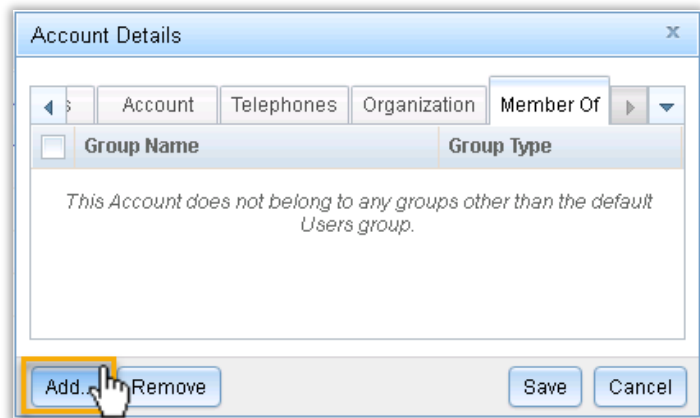 Account Details
x
s Account Telephones Organization Member Of
Group Name Group Type
This Account does not belong to any groups other than the default
Users group.
Add... Remove Save Cancel